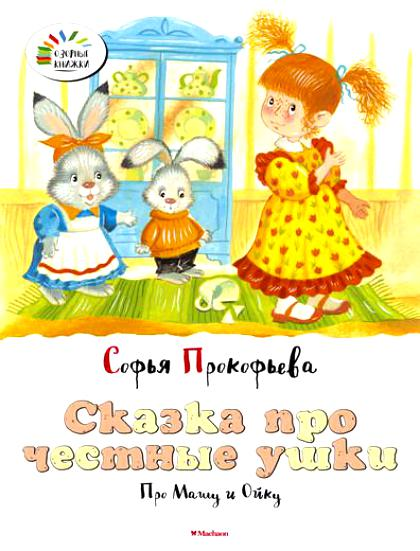 ОЗОРНЫЕ
КНИЖКИ
Софья Прокофьева
Сказка про
честные ушки
Про Машу и Ойку
Machaon